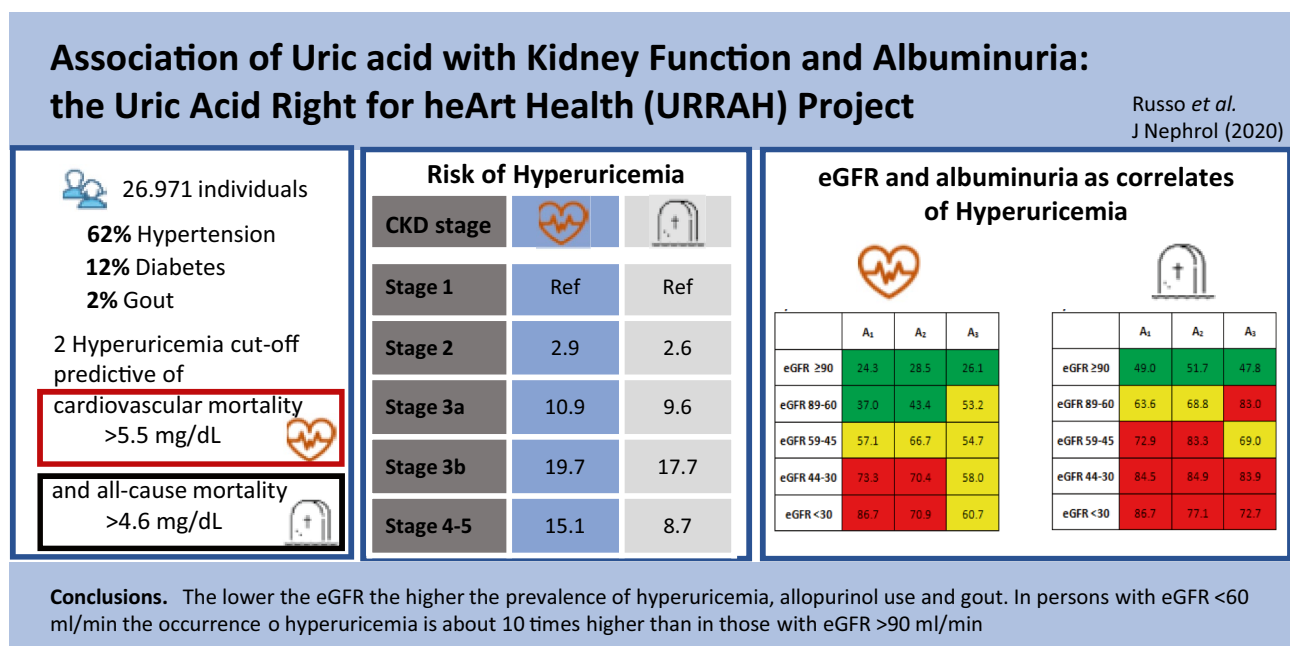 Association of Uric acid with Kidney Function and Albuminuria:
the Uric Acid Right for heArt Health (URRAH) Project
Russo et al.
J Nephrol (2020)
26.971 individuals
62% Hypertension
12% Diabetes
2% Gout
2 Hyperuricemia cut-off
predictive of
cardiovascular mortality
>5.5 mg/dL
and all-cause mortality
>4.6 mg/dL
Risk of Hyperuricemia
CKD stage
Stage 1 Ref Ref
Stage 2 2.9 2.6
Stage 3a 10.9 9.6
Stage 3b 19.7 17.7
Stage 4-5 15.1 8.7
eGFR and albuminuria as correlates
of Hyperuricemia
A₁ A₂ A₃
eGFR ≥90 24.3 28.5 26.1
eGFR 89-60 37.0 43.4 53.2
eGFR 59-45 57.1 66.7 54.7
eGFR 44-30 73.3 70.4 58.0
eGFR <30 86.7 70.9 60.7
A₁ A₂ A₃
eGFR ≥90 49.0 51.7 47.8
eGFR 89-60 63.6 68.8 83.0
eGFR 59-45 72.9 83.3 69.0
eGFR 44-30 84.5 84.9 83.9
eGFR <30 86.7 77.1 72.7
Conclusions. The lower the eGFR the higher the prevalence of hyperuricemia, allopurinol use and gout. In persons with eGFR <60
ml/min the occurrence o hyperuricemia is about 10 times higher than in those with eGFR >90 ml/min